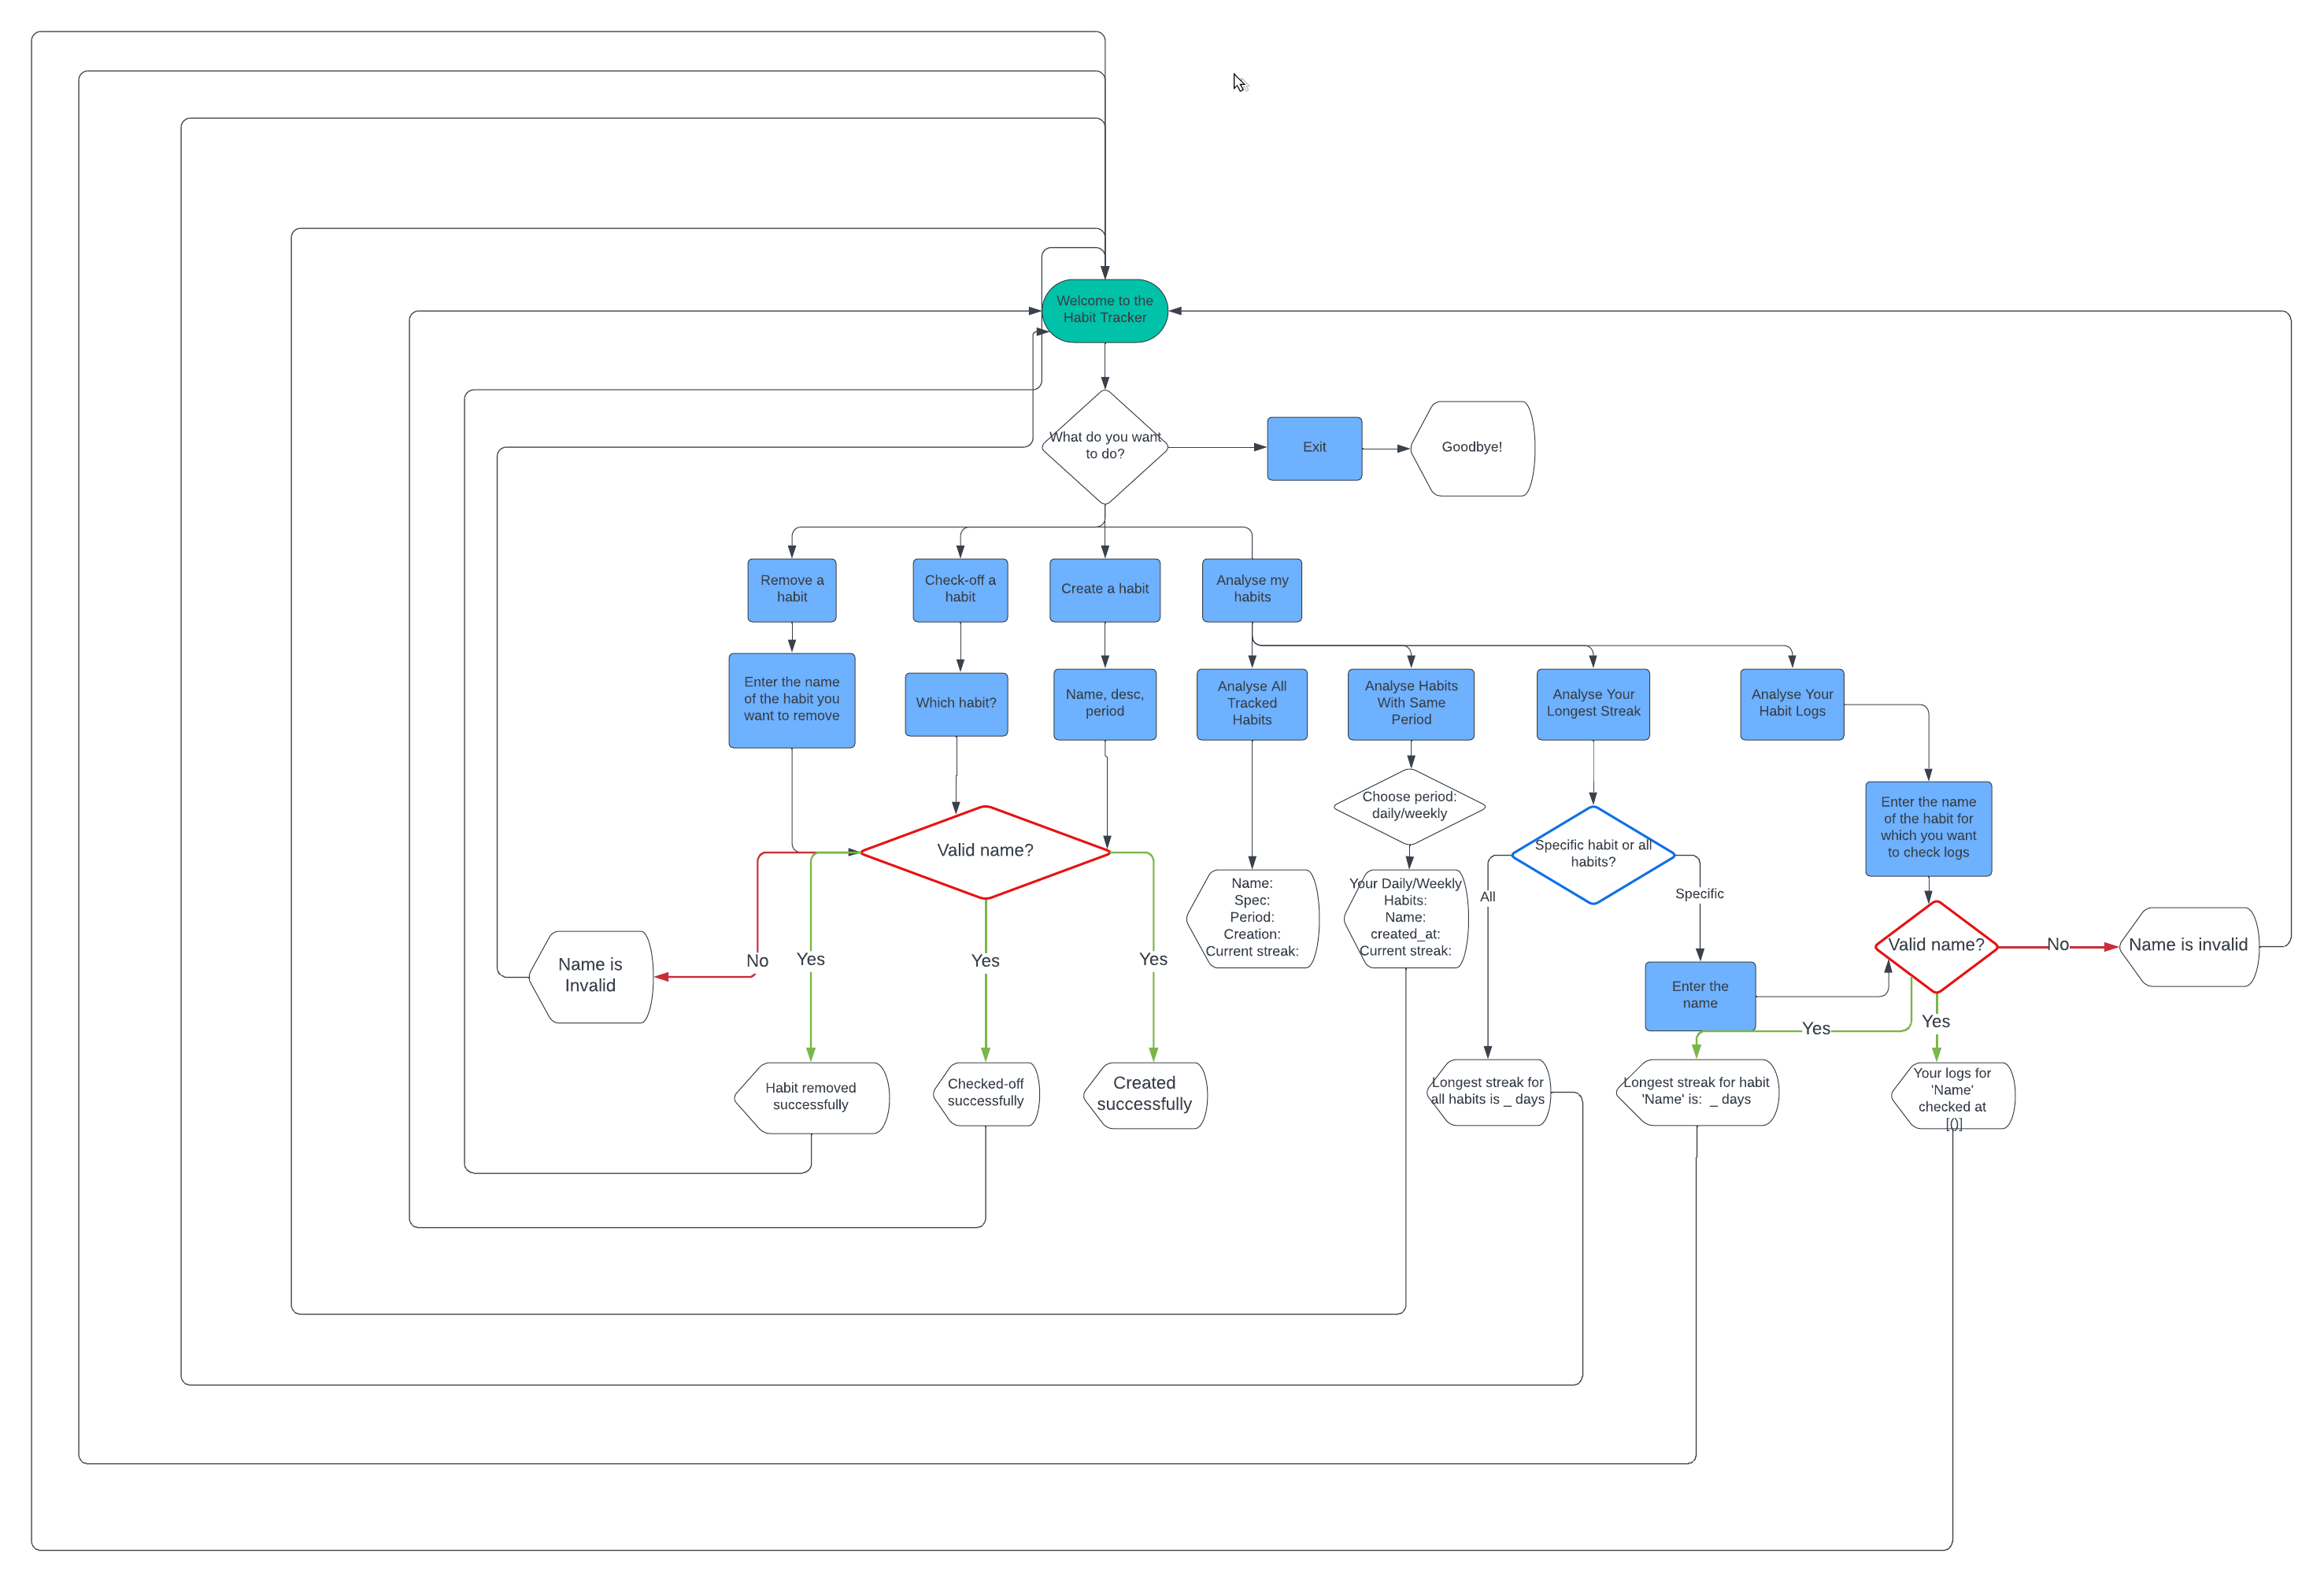 Welcome to the
Habit Tracker
What do you want
to do?
Exit
Goodbye!
Remove a
habit
Check-off a
habit
Create a habit
Analyse my
habits
Enter the name
of the habit you
want to remove
Which habit?
Name, desc,
period
Analyse All
Tracked
Habits
Analyse Habits
With Same
Period
Analyse Your
Longest Streak
Analyse Your
Habit Logs
Choose period:
daily/weekly
Enter the name
of the habit for
which you want
to check logs
Valid name?
Specific habit or all
habits?
Name:
Spec:
Period:
Creation:
Current streak:
Your Daily/Weekly
Habits:
Name:
created_at:
Current streak:
All
Specific
Valid name?
No
Name is invalid
Name is
Invalid
No
Yes
Yes
Yes
Enter the
name
Yes
Yes
Habit removed
successfully
Checked-off
successfully
Created
successfully
Longest streak for
all habits is _ days
Longest streak for habit
'Name' is:  _ days
Your logs for
'Name'
checked at
[()]